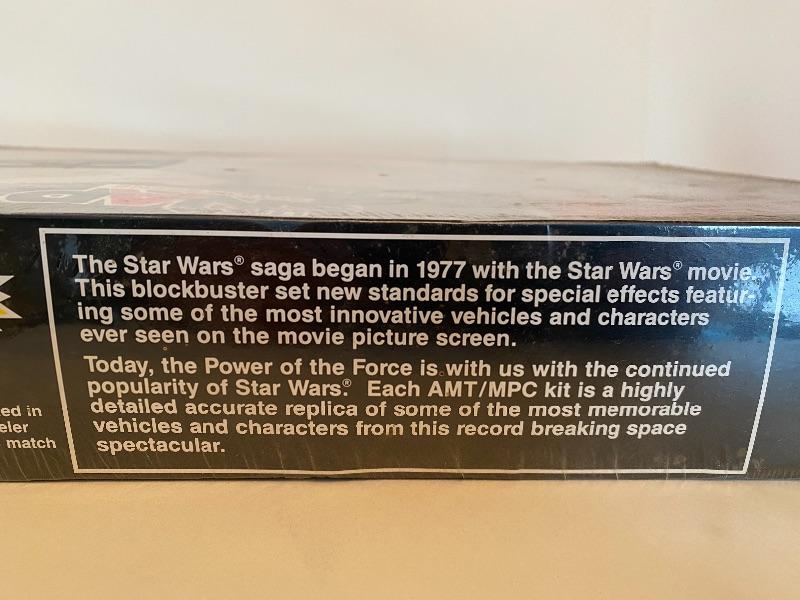 The Star Wars® saga began in 1977 with the Star Wars® movie.
This blockbuster set new standards for special effects featur-
ing some of the most innovative vehicles and characters
ever seen on the movie picture screen.
Today, the Power of the Force is with us with the continued
popularity of Star Wars.® Each AMT/MPC kit is a highly
detailed accurate replica of some of the most memorable
vehicles and characters from this record breaking space
spectacular.
ed in
eler
match